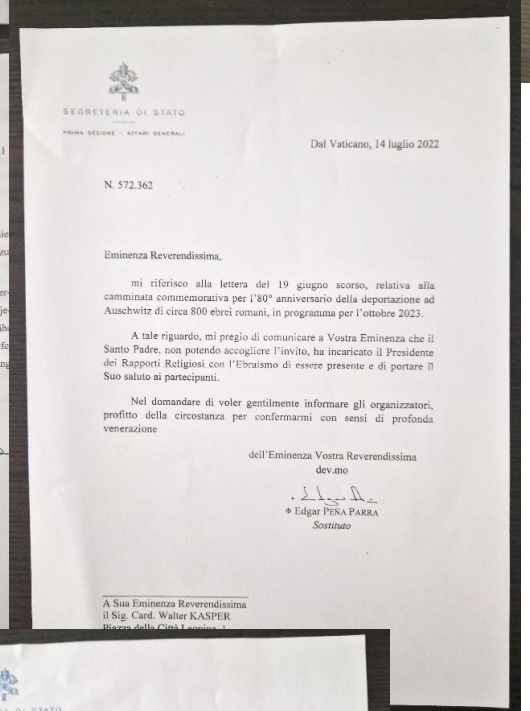 SEGRETERIA DI STATO
PRIMA SEZIONE - AFFARI GENERALI
Dal Vaticano, 14 luglio 2022
N. 572.362
Eminenza Reverendissima,
mi riferisco alla lettera del 19 giugno scorso, relativa alla
camminata commemorativa per l'80° anniversario della deportazione ad
Auschwitz di circa 800 ebrei romani, in programma per l'ottobre 2023.
A tale riguardo, mi pregio di comunicare a Vostra Eminenza che il
Santo Padre, non potendo accogliere l'invito, ha incaricato il Presidente
dei Rapporti Religiosi con l'Ebraismo di essere presente e di portare il
Suo saluto ai partecipanti.
Nel domandare di voler gentilmente informare gli organizzatori,
profitto della circostanza per confermarmi con sensi di profonda
venerazione
dell'Eminenza Vostra Reverendissima
dev.mo
✠ Edgar PEÑA PARRA
Sostituto
A Sua Eminenza Reverendissima
il Sig. Card. Walter KASPER
Piazza della Città Leonina, 1